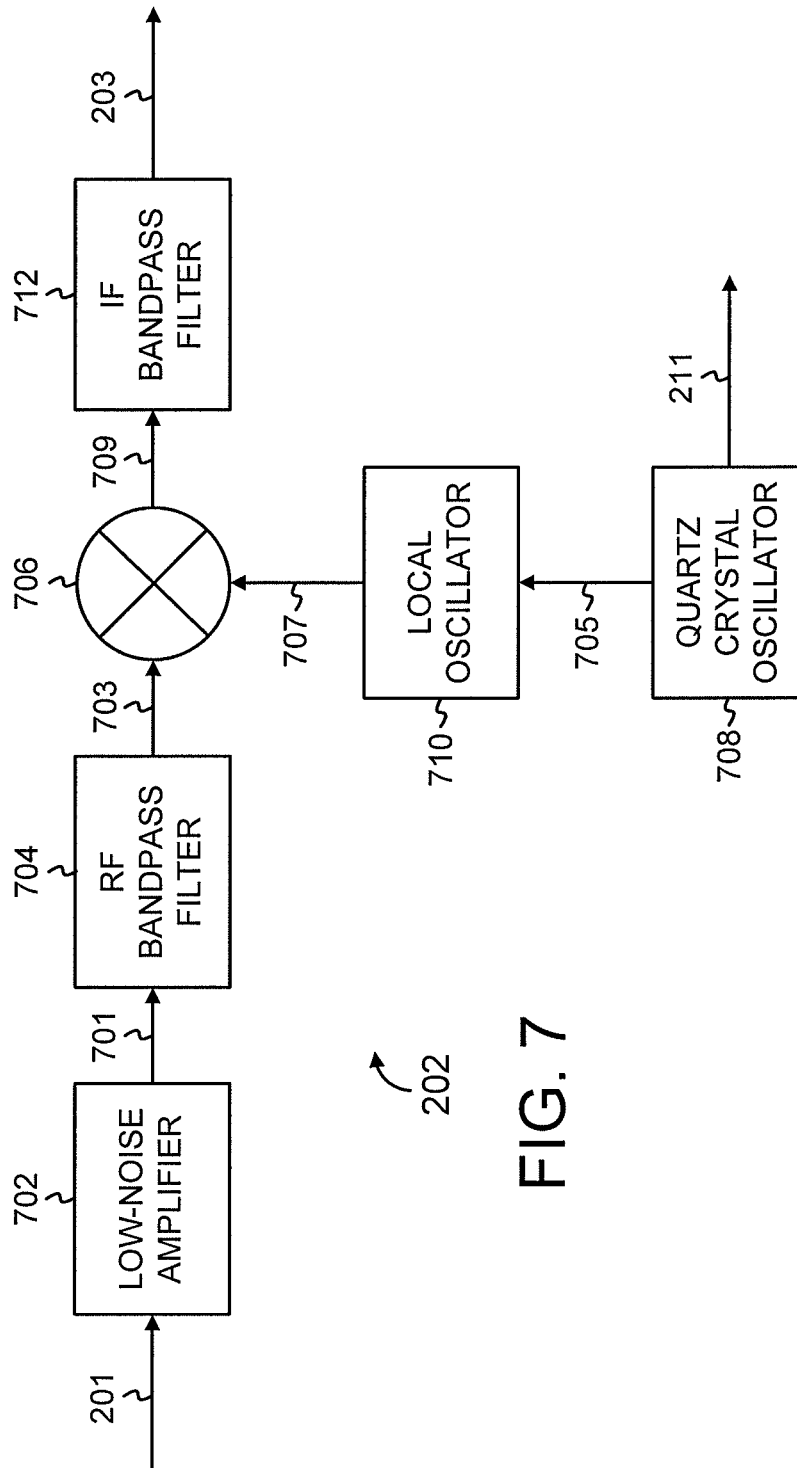 201
702
LOW-NOISE
AMPLIFIER
701
704
RF
BANDPASS
FILTER
703
706
709
712
IF
BANDPASS
FILTER
203
707
710
LOCAL
OSCILLATOR
705
708
QUARTZ
CRYSTAL
OSCILLATOR
211
202
FIG. 7